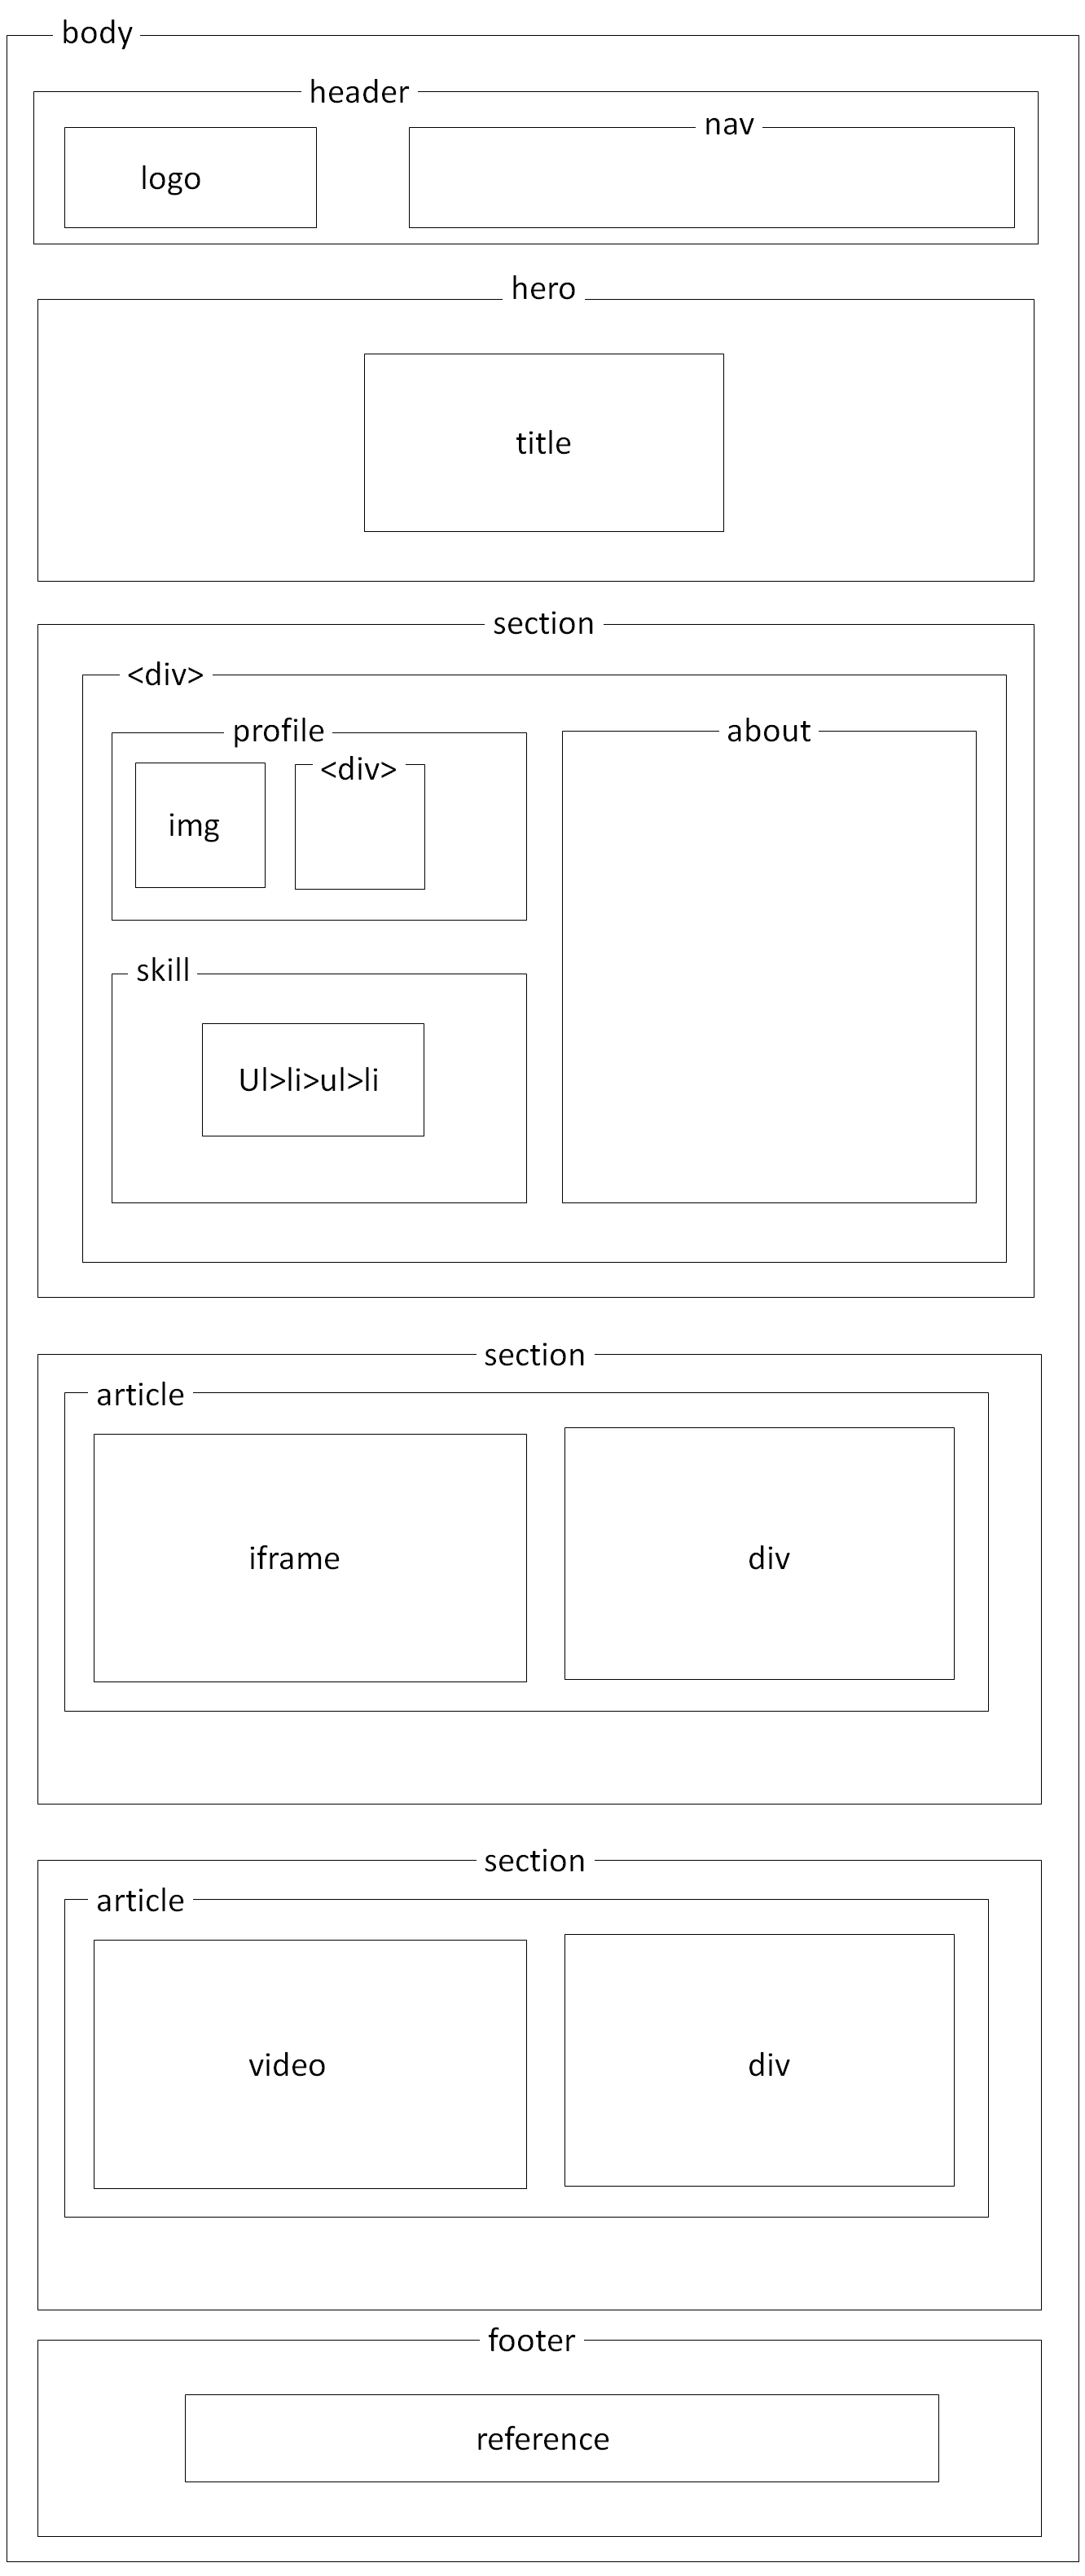 body
header
logo
nav
hero
title
section
<div>
profile
about
img
<div>
skill
Ul>li>ul>li
section
article
iframe
div
section
article
video
div
footer
reference